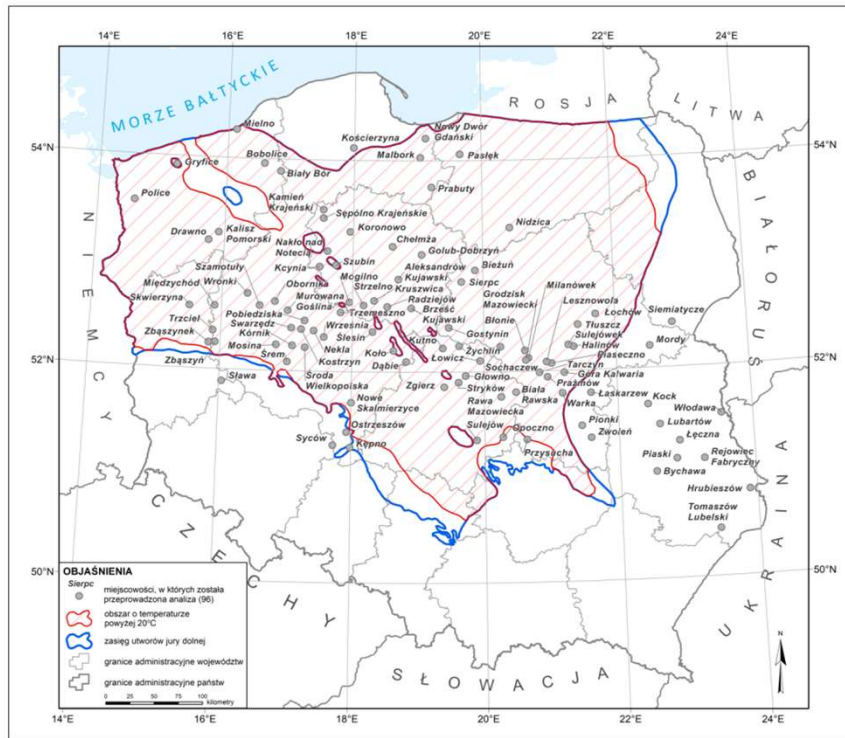 14°E
16°E
18°E
20°E
22°E
24°E
54°N
52°N
50°N
54°N
52°N
50°N
MORZE BAŁTYCKIE
ROSJA
LITWA
BIAŁORUŚ
UKRAINA
SŁOWACJA
CZECHY
NIEMCY
Mielno
Kościerzyna
Nowy Dwór
Gdański
Malbork
Pasłęk
Gryfice
Bobolice
Biały Bór
Police
Prabuty
Kamień
Krajeński
Sępólno Krajeńskie
Nidzica
Drawno
Kalisz
Pomorski
Koronowo
Nakło nad
Notecią
Chełmża
Golub-Dobrzyń
Szamotuły
Kcynia
Szubin
Aleksandrów
Kujawski
Bieżuń
Międzychód
Wronki
Oborniki
Mogilno
Strzelno
Kruszwica
Sierpc
Milanówek
Skwierzyna
Pobiedziska
Murowana
Goślina
Trzemeszno
Radziejów
Grodzisk
Mazowiecki
Lesznowola
Łochów
Siemiatycze
Trzciel
Swarzędz
Września
Brześć
Kujawski
Błonie
Tłuszcz
Zbąszynek
Kórnik
Ślesin
Kutno
Gostynin
Sulejówek
Mordy
Mosina
Nekla
Koło
Żychlin
Halinów
Zbąszyń
Śrem
Kostrzyn
Dąbie
Łowicz
Sochaczew
Piaseczno
Tarczyn
Sława
Środa
Wielkopolska
Zgierz
Głowno
Stryków
Biała
Rawska
Prażmów
Góra Kalwaria
Łaskarzew
Kock
Włodawa
Nowe
Skalmierzyce
Rawa
Mazowiecka
Warka
Lubartów
Ostrzeszów
Sulejów
Opoczno
Pionki
Łęczna
Syców
Kępno
Przysucha
Zwoleń
Piaski
Rejowiec
Fabryczny
Bychawa
Hrubieszów
Tomaszów
Lubelski
OBJAŚNIENIA
Sierpc
miejscowości, w których została
przeprowadzona analiza (96)
obszar o temperaturze
powyżej 20°C
zasięg utworów jury dolnej
granice administracyjne województw
granice administracyjne państw
0 25 50 75 100
kilometry
N
14°E
16°E
18°E
20°E
22°E
24°E